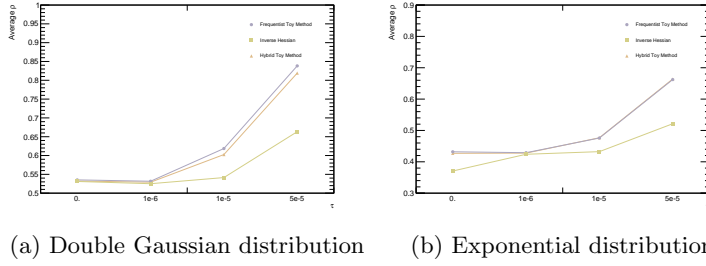 Average ρ
1
0.95
0.9
0.85
0.8
0.75
0.7
0.65
0.6
0.55
0.5
Frequentist Toy Method
Inverse Hessian
Hybrid Toy Method
0. 1e-6 1e-5 5e-5
τ
(a) Double Gaussian distribution
Average ρ
0.9
0.8
0.7
0.6
0.5
0.4
0.3
Frequentist Toy Method
Inverse Hessian
Hybrid Toy Method
0. 1e-6 1e-5 5e-5
(b) Exponential distribution